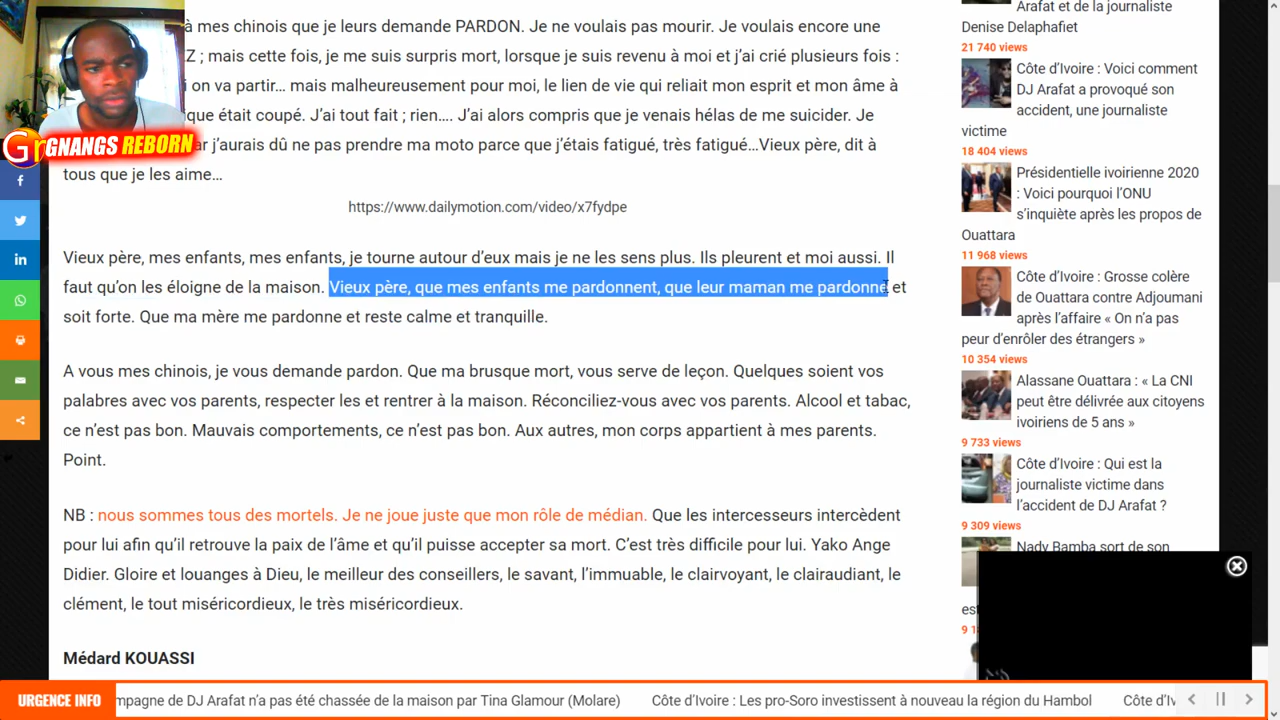 à mes chinois que je leurs demande PARDON. Je ne voulais pas mourir. Je voulais encore une
Z ; mais cette fois, je me suis surpris mort, lorsque je suis revenu à moi et j'ai crié plusieurs fois :
i on va partir… mais malheureusement pour moi, le lien de vie qui reliait mon esprit et mon âme à
ique était coupé. J'ai tout fait ; rien…. J'ai alors compris que je venais hélas de me suicider. Je
ar j'aurais dû ne pas prendre ma moto parce que j'étais fatigué, très fatigué…Vieux père, dit à
tous que je les aime…
https://www.dailymotion.com/video/x7fydpe
Vieux père, mes enfants, mes enfants, je tourne autour d'eux mais je ne les sens plus. Ils pleurent et moi aussi. Il
faut qu'on les éloigne de la maison. Vieux père, que mes enfants me pardonnent, que leur maman me pardonne et
soit forte. Que ma mère me pardonne et reste calme et tranquille.
A vous mes chinois, je vous demande pardon. Que ma brusque mort, vous serve de leçon. Quelques soient vos
palabres avec vos parents, respecter les et rentrer à la maison. Réconciliez-vous avec vos parents. Alcool et tabac,
ce n'est pas bon. Mauvais comportements, ce n'est pas bon. Aux autres, mon corps appartient à mes parents.
Point.
NB : nous sommes tous des mortels. Je ne joue juste que mon rôle de médian. Que les intercesseurs intercèdent
pour lui afin qu'il retrouve la paix de l'âme et qu'il puisse accepter sa mort. C'est très difficile pour lui. Yako Ange
Didier. Gloire et louanges à Dieu, le meilleur des conseillers, le savant, l'immuable, le clairvoyant, le clairaudiant, le
clément, le tout miséricordieux, le très miséricordieux.
Médard KOUASSI
Gr GNANGS REBORN
Arafat et de la journaliste
Denise Delaphafiet
21 740 views
Côte d'Ivoire : Voici comment
DJ Arafat a provoqué son
accident, une journaliste
victime
18 404 views
Présidentielle ivoirienne 2020
: Voici pourquoi l'ONU
s'inquiète après les propos de
Ouattara
11 968 views
Côte d'Ivoire : Grosse colère
de Ouattara contre Adjoumani
après l'affaire « On n'a pas
peur d'enrôler des étrangers »
10 354 views
Alassane Ouattara : « La CNI
peut être délivrée aux citoyens
ivoiriens de 5 ans »
9 733 views
Côte d'Ivoire : Qui est la
journaliste victime dans
l'accident de DJ Arafat ?
9 309 views
Nady Bamba sort de son
es
9 1
URGENCE INFO
mpagne de DJ Arafat n'a pas été chassée de la maison par Tina Glamour (Molare)
Côte d'Ivoire : Les pro-Soro investissent à nouveau la région du Hambol
Côte d'Iv